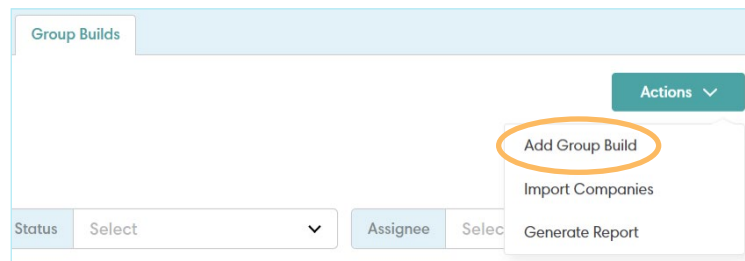 Group Builds
Actions
Add Group Build
Import Companies
Status Select Assignee
Generate Report